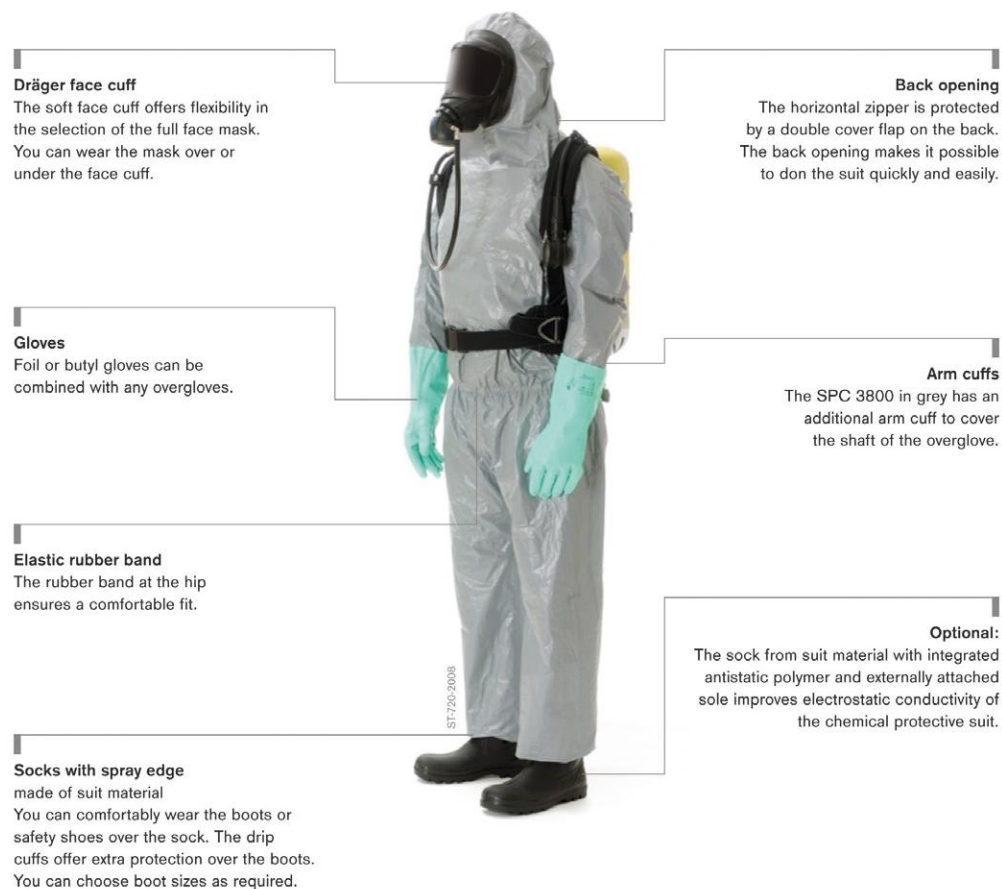 Dräger face cuff
The soft face cuff offers flexibility in
the selection of the full face mask.
You can wear the mask over or
under the face cuff.
Back opening
The horizontal zipper is protected
by a double cover flap on the back.
The back opening makes it possible
to don the suit quickly and easily.
Gloves
Foil or butyl gloves can be
combined with any overgloves.
Arm cuffs
The SPC 3800 in grey has an
additional arm cuff to cover
the shaft of the overglove.
Elastic rubber band
The rubber band at the hip
ensures a comfortable fit.
Optional:
The sock from suit material with integrated
antistatic polymer and externally attached
sole improves electrostatic conductivity of
the chemical protective suit.
ST-720-2008
Socks with spray edge
made of suit material
You can comfortably wear the boots or
safety shoes over the sock. The drip
cuffs offer extra protection over the boots.
You can choose boot sizes as required.